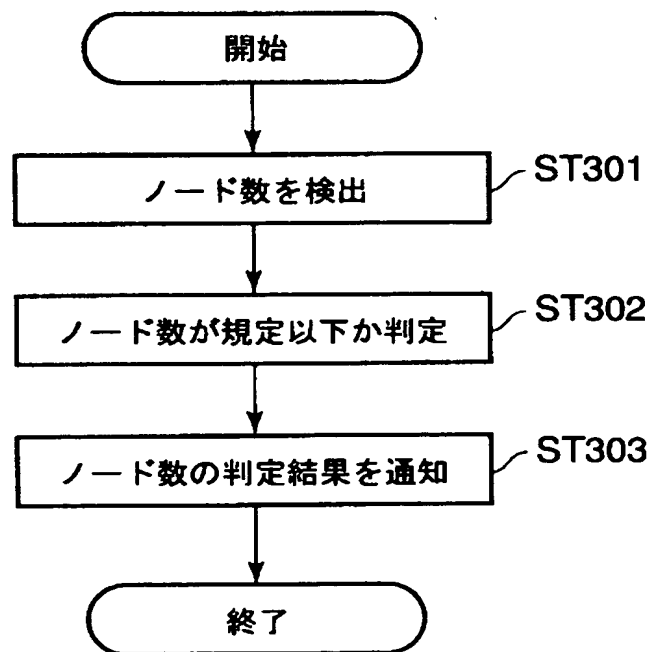 開始
ノード数を検出
ST301
ノード数が規定以下か判定
ST302
ノード数の判定結果を通知
ST303
終了